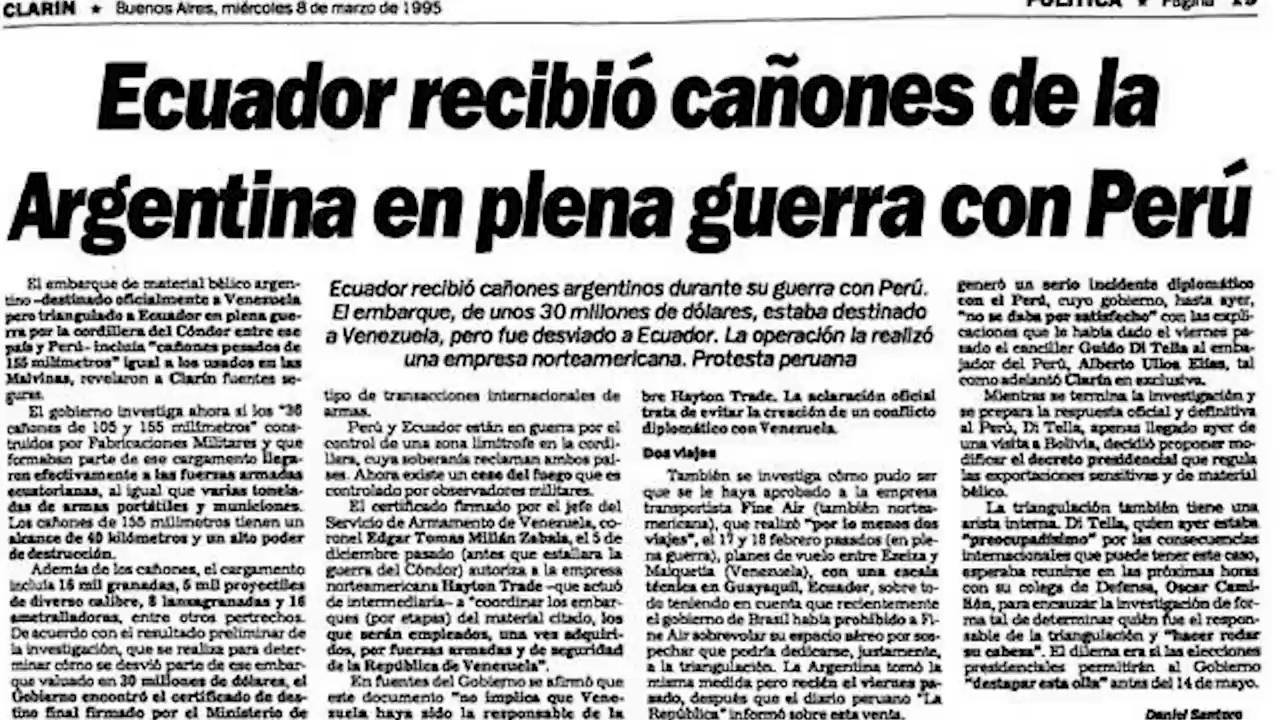 CLARIN ★ Buenos Aires, miércoles 8 de marzo de 1995
POLITICA ★ Página 15
Ecuador recibió cañones de la
Argentina en plena guerra con Perú
El embarque de material bélico argen-
tino –destinado oficialmente a Venezuela
pero triangulado a Ecuador en plena gue-
rra por la cordillera del Cóndor entre ese
país y Perú– incluía "cañones pesados de
155 milímetros" igual a los usados en las
Malvinas, revelaron a Clarín fuentes se-
guras.
El gobierno investiga ahora si los "36
cañones de 105 y 155 milímetros" cons-
truidos por Fabricaciones Militares y que
formaban parte de ese cargamento llega-
ron efectivamente a las fuerzas armadas
ecuatorianas, al igual que varias tonela-
das de armas portátiles y municiones.
Los cañones de 155 milímetros tienen un
alcance de 40 kilómetros y un alto poder
de destrucción.
Además de los cañones, el cargamento
incluía 16 mil granadas, 6 mil proyectiles
de diverso calibre, 8 lanzagranadas y 16
ametralladoras, entre otros pertrechos.
De acuerdo con el resultado preliminar de
la investigación, que se realiza para deter-
minar cómo se desvió parte de ese embar-
que valuado en 30 millones de dólares, el
Gobierno encontró el certificado de des-
tino final firmado por el Ministerio de
Ecuador recibió cañones argentinos durante su guerra con Perú.
El embarque, de unos 30 millones de dólares, estaba destinado
a Venezuela, pero fue desviado a Ecuador. La operación la realizó
una empresa norteamericana. Protesta peruana
tipo de transacciones internacionales de
armas.
Perú y Ecuador están en guerra por el
control de una zona limítrofe en la cordi-
llera, cuya soberanía reclaman ambos paí-
ses. Ahora existe un cese del fuego que es
controlado por observadores militares.
El certificado firmado por el jefe del
Servicio de Armamento de Venezuela, co-
ronel Edgar Tomas Millán Zabala, el 5 de
diciembre pasado (antes que estallara la
guerra del Cóndor) autoriza a la empresa
norteamericana Hayton Trade –que actuó
de intermediaria– a "coordinar los embar-
ques (por etapas) del material citado, los
que serán empleados, una vez adquiri-
dos, por fuerzas armadas y de seguridad
de la República de Venezuela".
En fuentes del Gobierno se afirmó que
este documento "no implica que Vene-
zuela haya sido la responsable de la
bre Hayton Trade. La aclaración oficial
trata de evitar la creación de un conflicto
diplomático con Venezuela.
Dos viajes
También se investiga cómo pudo ser
que se le haya aprobado a la empresa
transportista Fine Air (también nortea-
mericana), que realizó "por lo menos dos
viajes", el 17 y 18 febrero pasados (en ple-
na guerra), planes de vuelo entre Ezeiza y
Maiquetía (Venezuela), con una escala
técnica en Guayaquil, Ecuador, sobre to-
do teniendo en cuenta que recientemente
el gobierno de Brasil había prohibido a Fi-
ne Air sobrevolar su espacio aéreo por sos-
pechar que podría dedicarse, justamente,
a la triangulación. La Argentina tomó la
misma medida pero recién el viernes pa-
sado, después que el diario peruano "La
República" informó sobre esta venta.
generó un serio incidente diplomático
con el Perú, cuyo gobierno, hasta ayer,
"no se daba por satisfecho" con las expli-
caciones que le había dado el viernes pa-
sado el canciller Guido Di Tella al emba-
jador del Perú, Alberto Ulloa Elías, tal
como adelantó Clarín en exclusiva.
Mientras se termina la investigación y
se prepara la respuesta oficial y definitiva
al Perú, Di Tella, apenas llegado ayer de
una visita a Bolivia, decidió proponer mo-
dificar el decreto presidencial que regula
las exportaciones sensitivas y de material
bélico.
La triangulación también tiene una
arista interna. Di Tella, quien ayer estaba
"preocupadísimo" por las consecuencias
internacionales que puede tener este caso,
esperaba reunirse en las próximas horas
con su colega de Defensa, Oscar Cami-
lión, para encauzar la investigación de for-
ma tal de determinar quién fue el respon-
sable de la triangulación y "hacer rodar
su cabeza". El dilema era si las elecciones
presidenciales permitirán al Gobierno
"destapar esta olla" antes del 14 de mayo.
Daniel Santoro